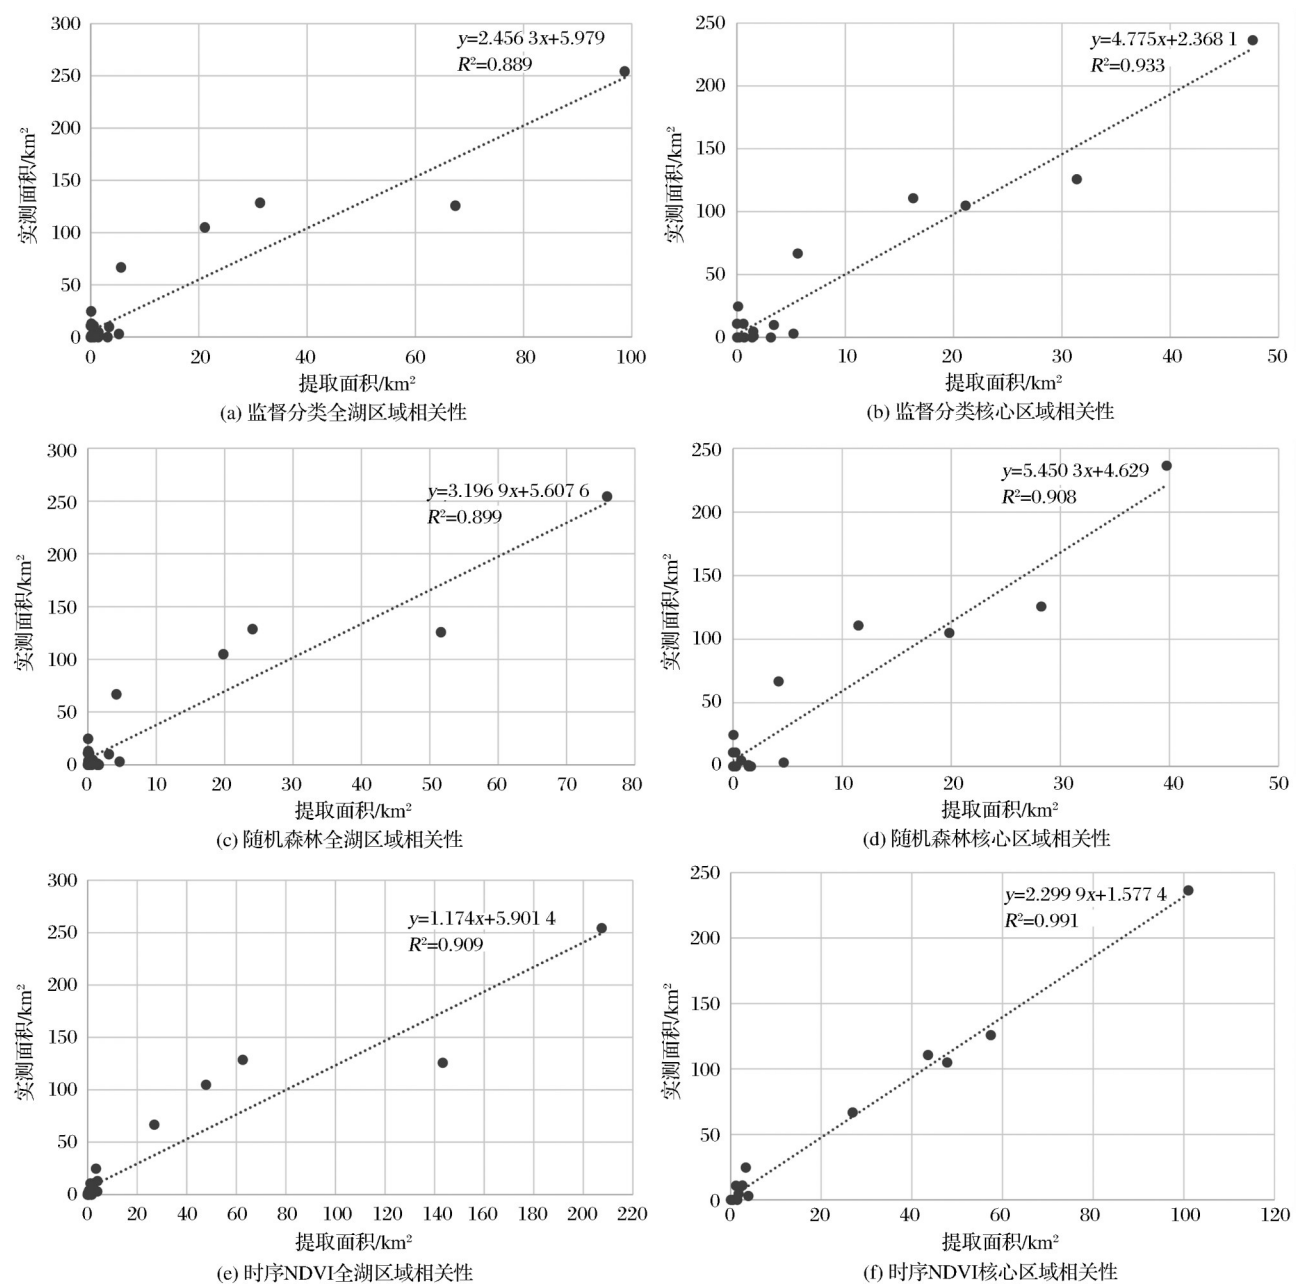 300
250
200
150
100
50
0
实测面积/km²
y=2.456 3x+5.979
R²=0.889
0 20 40 60 80 100
提取面积/km²
(a) 监督分类全湖区域相关性
250
200
150
100
50
0
实测面积/km²
y=4.775x+2.368 1
R²=0.933
0 10 20 30 40 50
提取面积/km²
(b) 监督分类核心区域相关性
300
250
200
150
100
50
0
实测面积/km²
y=3.196 9x+5.607 6
R²=0.899
0 10 20 30 40 50 60 70 80
提取面积/km²
(c) 随机森林全湖区域相关性
250
200
150
100
50
0
实测面积/km²
y=5.450 3x+4.629
R²=0.908
0 10 20 30 40 50
提取面积/km²
(d) 随机森林核心区域相关性
300
250
200
150
100
50
0
实测面积/km²
y=1.174x+5.901 4
R²=0.909
0 20 40 60 80 100 120 140 160 180 200 220
提取面积/km²
(e) 时序NDVI全湖区域相关性
250
200
150
100
50
0
实测面积/km²
y=2.299 9x+1.577 4
R²=0.991
0 20 40 60 80 100 120
提取面积/km²
(f) 时序NDVI核心区域相关性